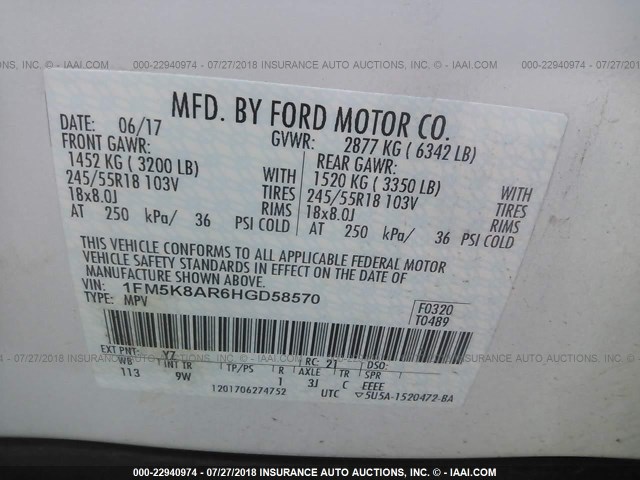 TIONS, INC. - IAAI.COM | 000-22940974 / 07/27/2018 INSURANCE AUTO AUCTIONS, INC. - IAAI.COM | 000-22940974 / 07
MFD. BY FORD MOTOR CO.
DATE: 06/17 GVWR: 2877 KG ( 6342 LB)
FRONT GAWR: REAR GAWR:
1452 KG ( 3200 LB) WITH 1520 KG ( 3350 LB) WITH
245/55R18 103V TIRES 245/55R18 103V TIRES
18x8.0J RIMS 18x8.0J RIMS
AT 250 kPa/ 36 PSI COLD AT 250 kPa/ 36 PSI COLD
THIS VEHICLE CONFORMS TO ALL APPLICABLE FEDERAL MOTOR
VEHICLE SAFETY STANDARDS IN EFFECT ON THE DATE OF
MANUFACTURE SHOWN ABOVE.
VIN: 1FM5K8AR6HGD58570 F0320
TYPE: MPV T0489
EXT PNT: YZ RC: 21 DSO:
WB INT TR TP/PS R AXLE TR SPR
113 9W 1 3J C EEEE
1201706274752 UTC ▽5U5A-1520472-BA
000-22940974 / 07/27/2018 INSURANCE AUTO AUCTIONS, INC. - IAAI.COM